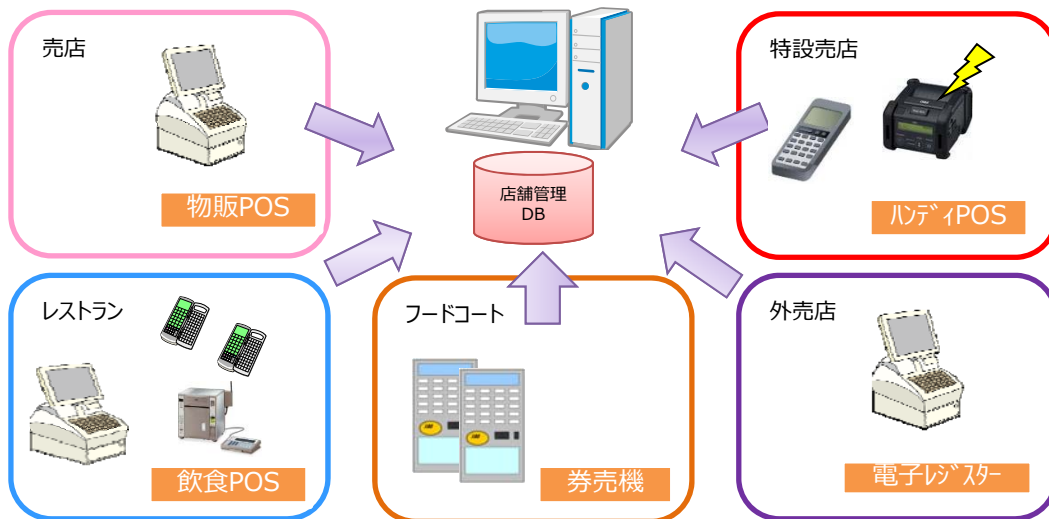 売店
物販POS
店舗管理
DB
特設売店
ﾊﾝﾃﾞｨPOS
レストラン
飲食POS
フードコート
券売機
外売店
電子ﾚｼﾞｽﾀｰ